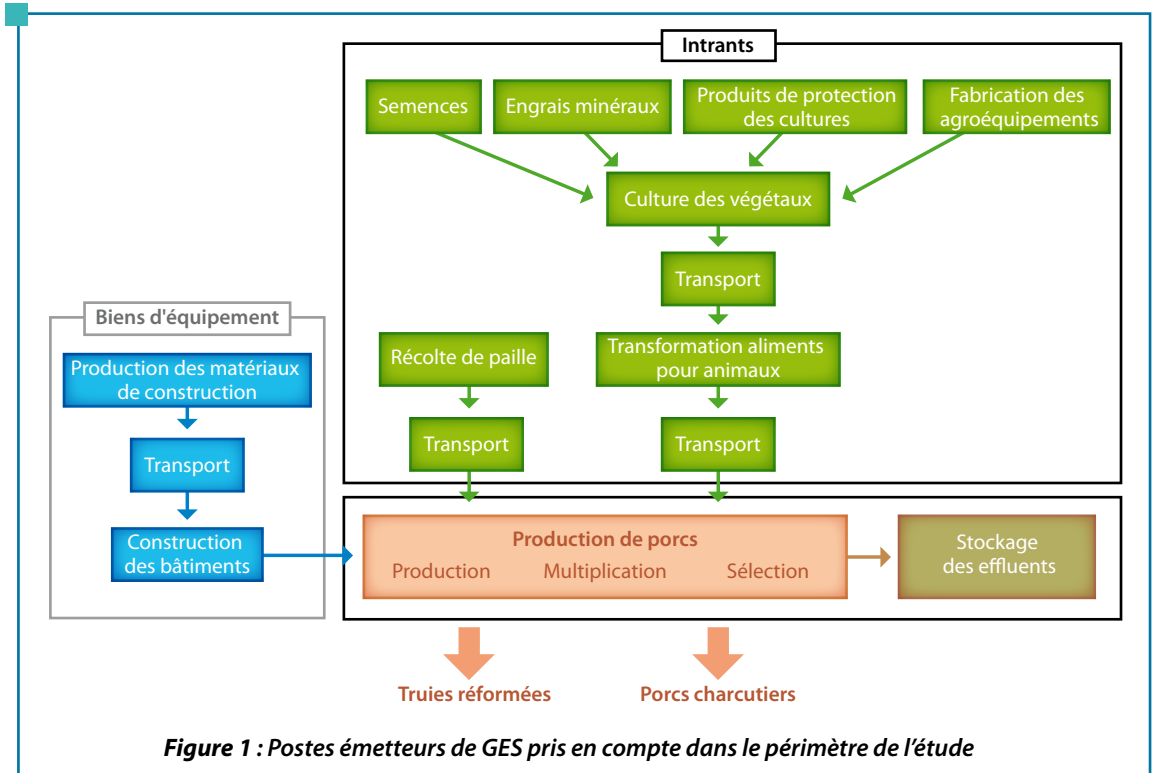 Intrants
Semences
Engrais minéraux
Produits de protection
des cultures
Fabrication des
agroéquipements
Culture des végétaux
Transport
Biens d'équipement
Production des matériaux
de construction
Transport
Construction
des bâtiments
Récolte de paille
Transport
Transformation aliments
pour animaux
Transport
Production de porcs
Production
Multiplication
Sélection
Stockage
des effluents
Truies réformées
Porcs charcutiers
Figure 1 : Postes émetteurs de GES pris en compte dans le périmètre de l'étude